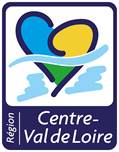 Région
Centre-
Val de Loire